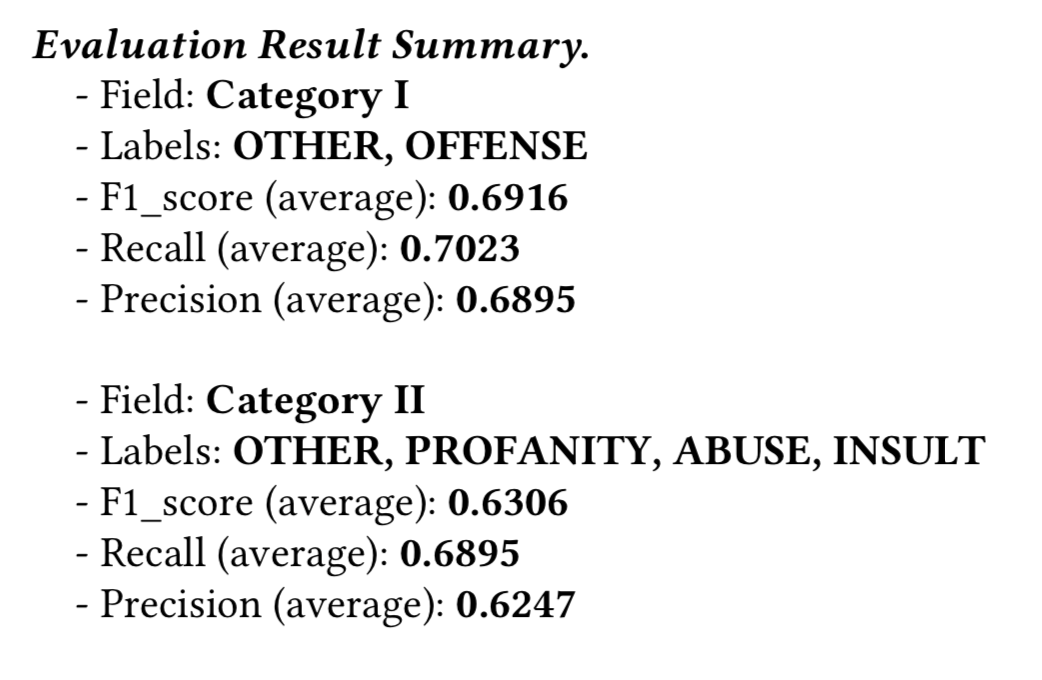 Evaluation Result Summary.
- Field: Category I
- Labels: OTHER, OFFENSE
- F1_score (average): 0.6916
- Recall (average): 0.7023
- Precision (average): 0.6895
- Field: Category II
- Labels: OTHER, PROFANITY, ABUSE, INSULT
- F1_score (average): 0.6306
- Recall (average): 0.6895
- Precision (average): 0.6247